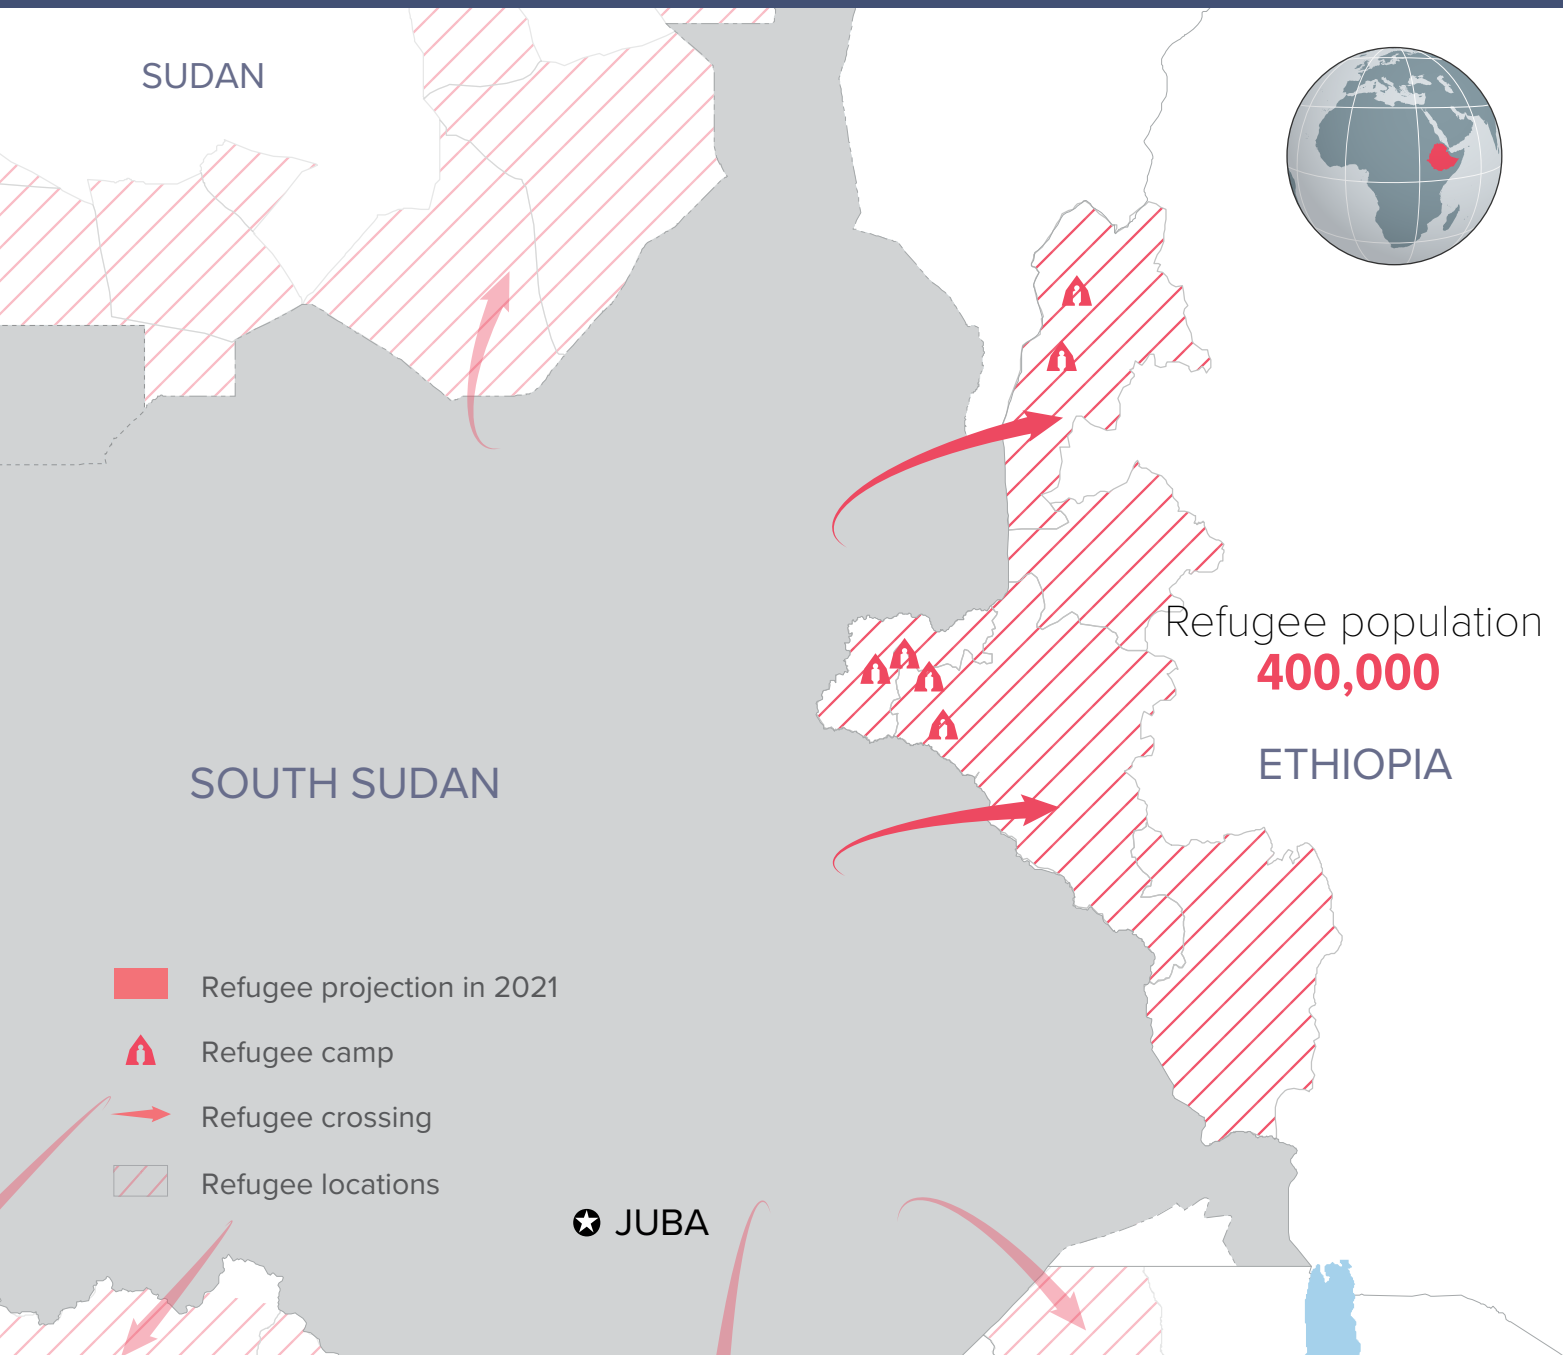 SUDAN
Refugee population
400,000
ETHIOPIA
SOUTH SUDAN
Refugee projection in 2021
Refugee camp
Refugee crossing
Refugee locations
JUBA